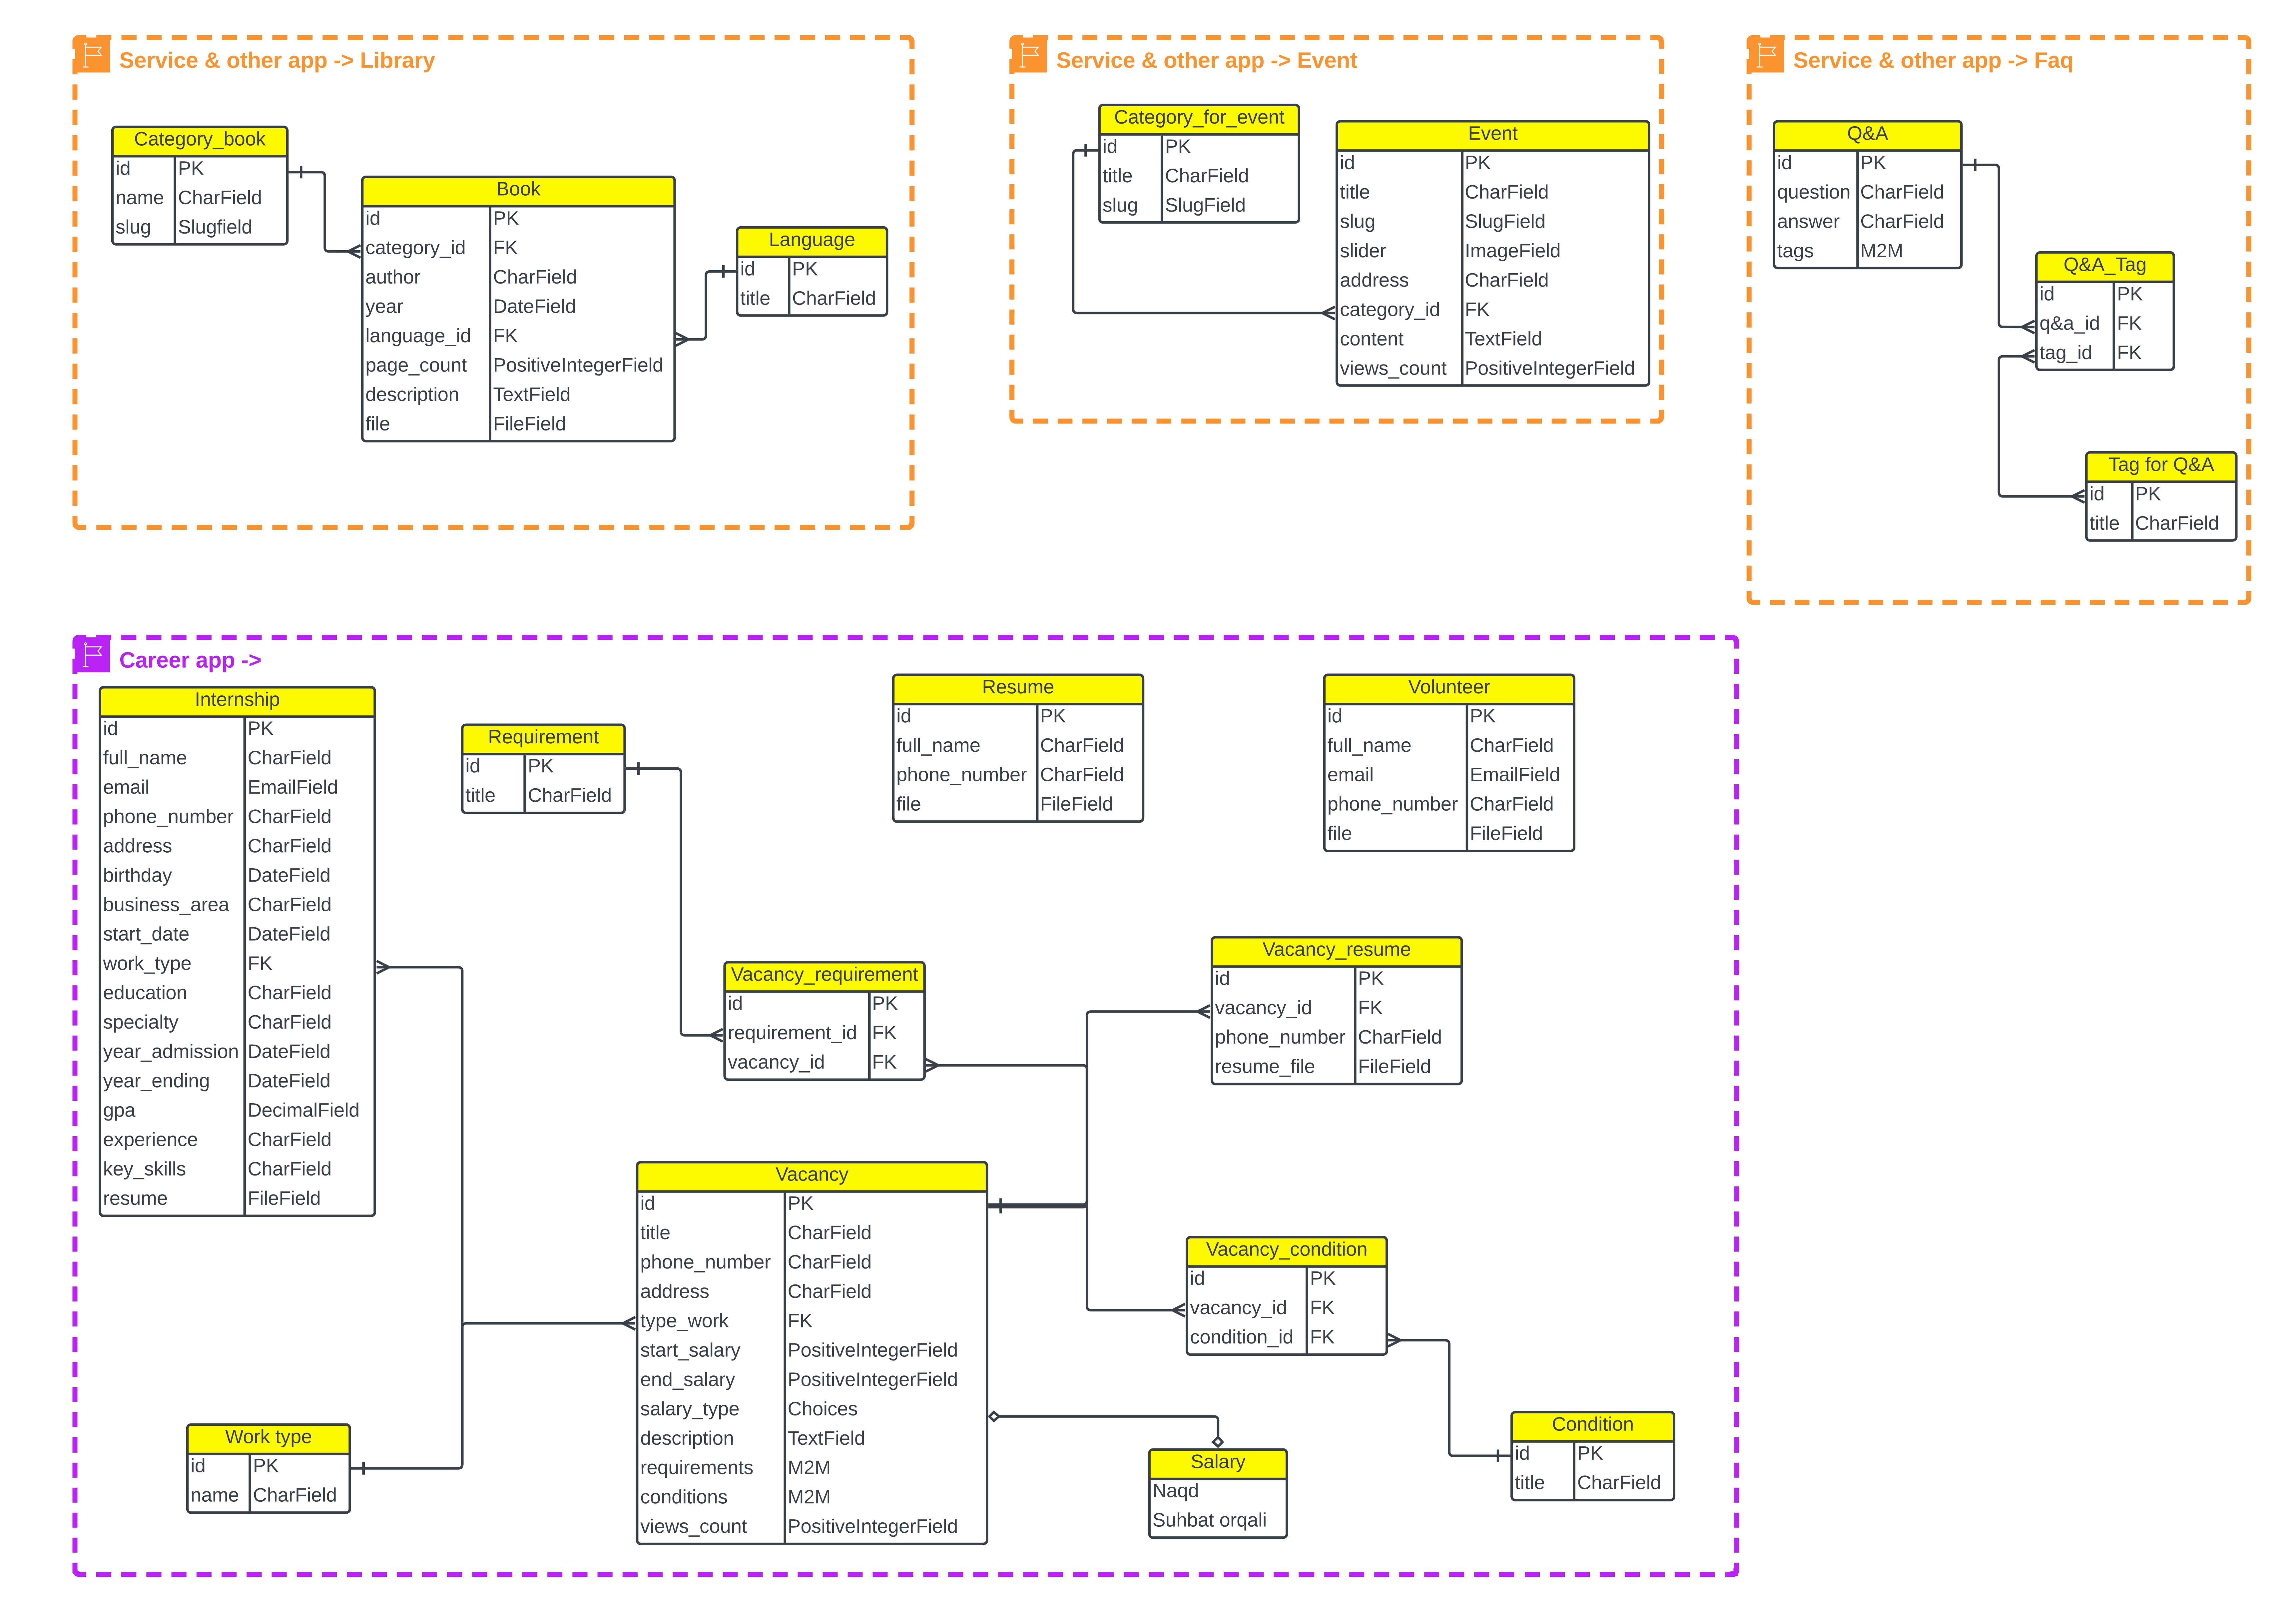 Service & other app -> Library
Category_book
id PK
name CharField
slug Slugfield
Book
id PK
category_id FK
author CharField
year DateField
language_id FK
page_count PositiveIntegerField
description TextField
file FileField
Language
id PK
title CharField
Service & other app -> Event
Category_for_event
id PK
title CharField
slug SlugField
Event
id PK
title CharField
slug SlugField
slider ImageField
address CharField
category_id FK
content TextField
views_count PositiveIntegerField
Service & other app -> Faq
Q&A
id PK
question CharField
answer CharField
tags M2M
Q&A_Tag
id PK
q&a_id FK
tag_id FK
Tag for Q&A
id PK
title CharField
Career app ->
Internship
id PK
full_name CharField
email EmailField
phone_number CharField
address CharField
birthday DateField
business_area CharField
start_date DateField
work_type FK
education CharField
specialty CharField
year_admission DateField
year_ending DateField
gpa DecimalField
experience CharField
key_skills CharField
resume FileField
Requirement
id PK
title CharField
Resume
id PK
full_name CharField
phone_number CharField
file FileField
Volunteer
id PK
full_name CharField
email EmailField
phone_number CharField
file FileField
Vacancy_requirement
id PK
requirement_id FK
vacancy_id FK
Vacancy_resume
id PK
vacancy_id FK
phone_number CharField
resume_file FileField
Vacancy
id PK
title CharField
phone_number CharField
address CharField
type_work FK
start_salary PositiveIntegerField
end_salary PositiveIntegerField
salary_type Choices
description TextField
requirements M2M
conditions M2M
views_count PositiveIntegerField
Vacancy_condition
id PK
vacancy_id FK
condition_id FK
Work type
id PK
name CharField
Salary
Naqd
Suhbat orqali
Condition
id PK
title CharField